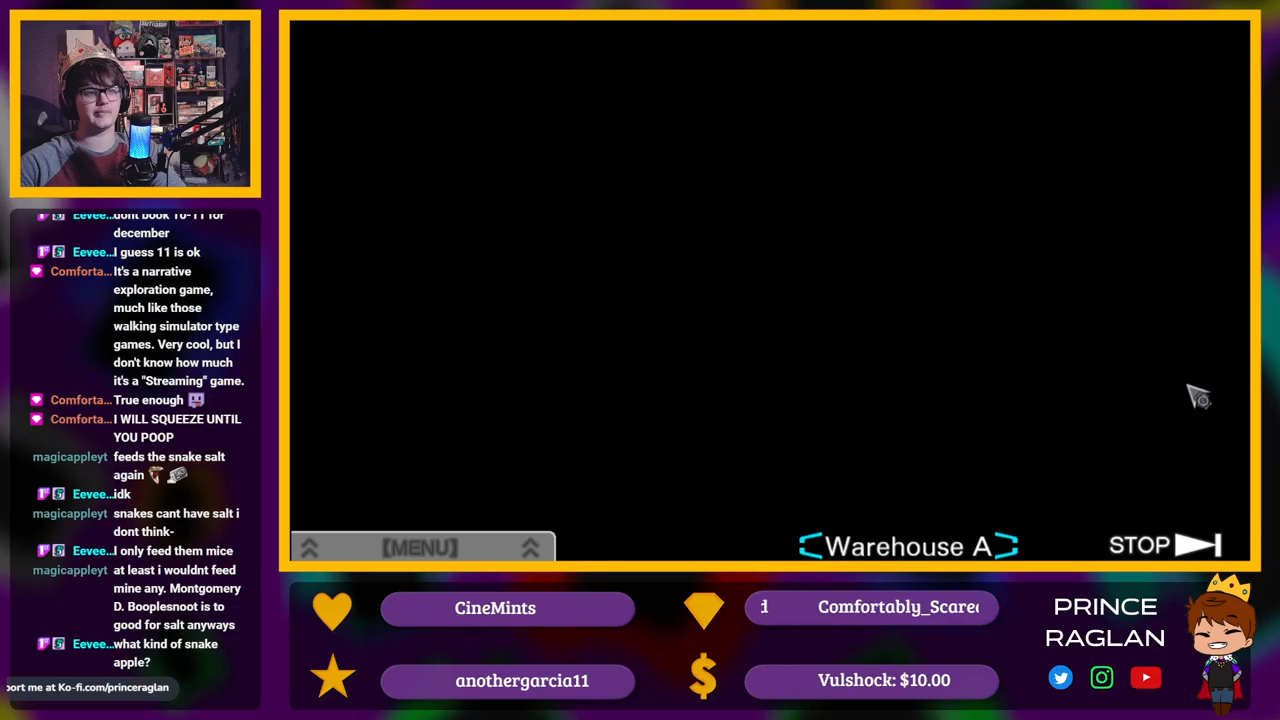 dont book 10-11 for
december
Eevee...I guess 11 is ok
Comforta...It's a narrative
exploration game,
much like those
walking simulator type
games. Very cool, but I
don't know how much
it's a "Streaming" game.
Comforta...True enough
Comforta...I WILL SQUEEZE UNTIL
YOU POOP
magicappleyt feeds the snake salt
again
Eevee...idk
magicappleyt snakes cant have salt i
dont think-
Eevee...I only feed them mice
magicappleyt at least i wouldnt feed
mine any. Montgomery
D. Booplesnoot is to
good for salt anyways
Eevee...what kind of snake
apple?
port me at Ko-fi.com/princeraglan
[MENU]
Warehouse A
STOP
CineMints
d Comfortably_Scared
anothergarcia11
Vulshock: $10.00
PRINCE
RAGLAN